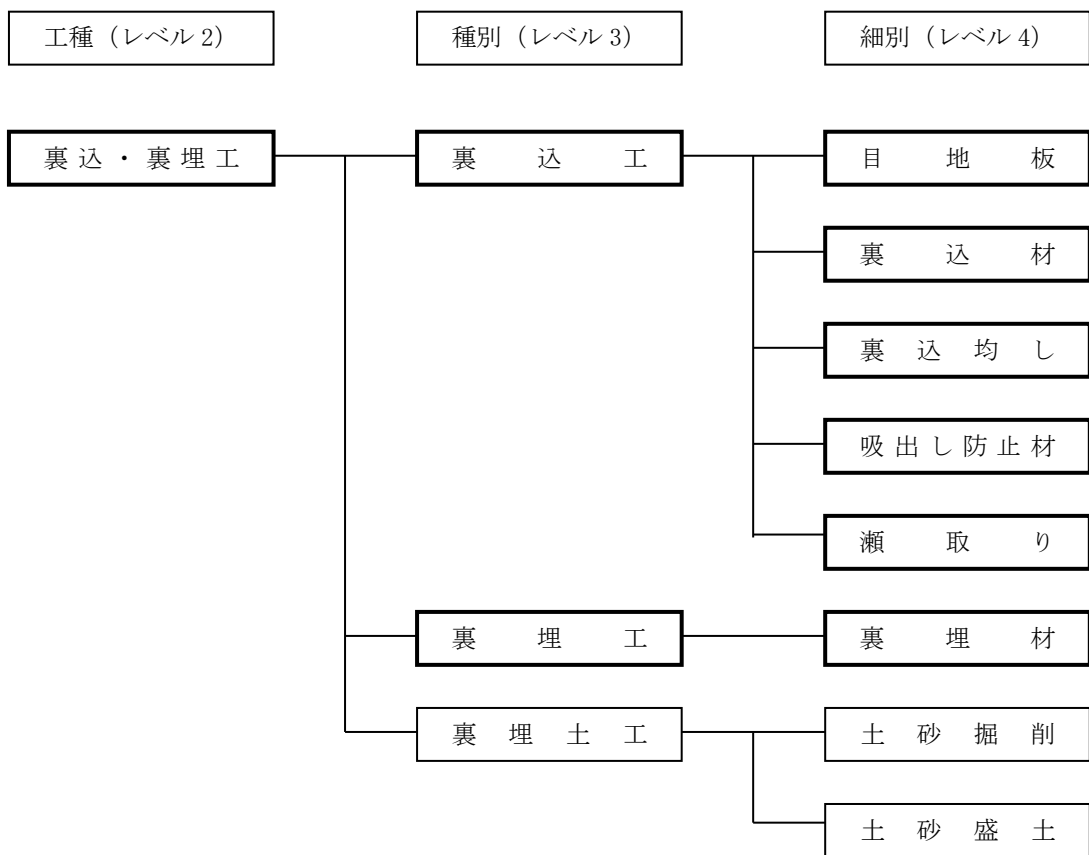 工種（レベル2） 種別（レベル3） 細別（レベル4）
裏込・裏埋工 裏込工 目地板
裏込材
裏込均し
吸出し防止材
瀬取り
裏埋工 裏埋材
裏埋土工 土砂掘削
土砂盛土